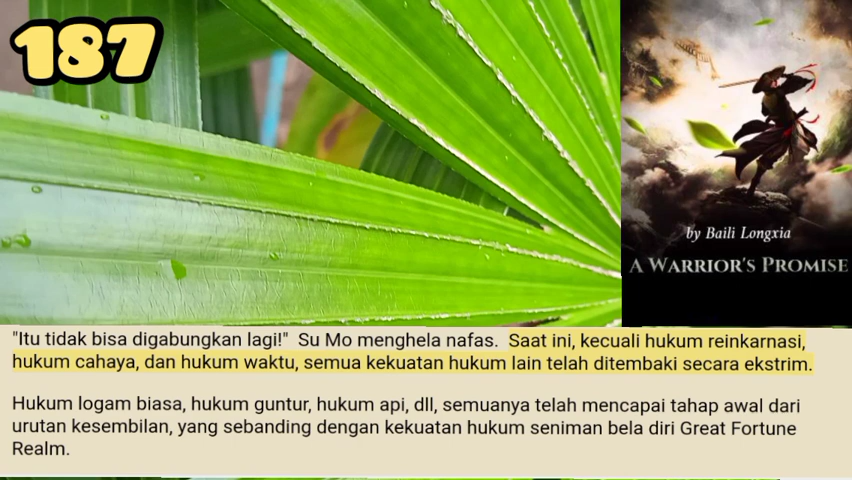 187
by Baili Longxia
A WARRIOR'S PROMISE
"Itu tidak bisa digabungkan lagi!" Su Mo menghela nafas. Saat ini, kecuali hukum reinkarnasi,
hukum cahaya, dan hukum waktu, semua kekuatan hukum lain telah ditembaki secara ekstrim.
Hukum logam biasa, hukum guntur, hukum api, dll, semuanya telah mencapai tahap awal dari
urutan kesembilan, yang sebanding dengan kekuatan hukum seniman bela diri Great Fortune
Realm.